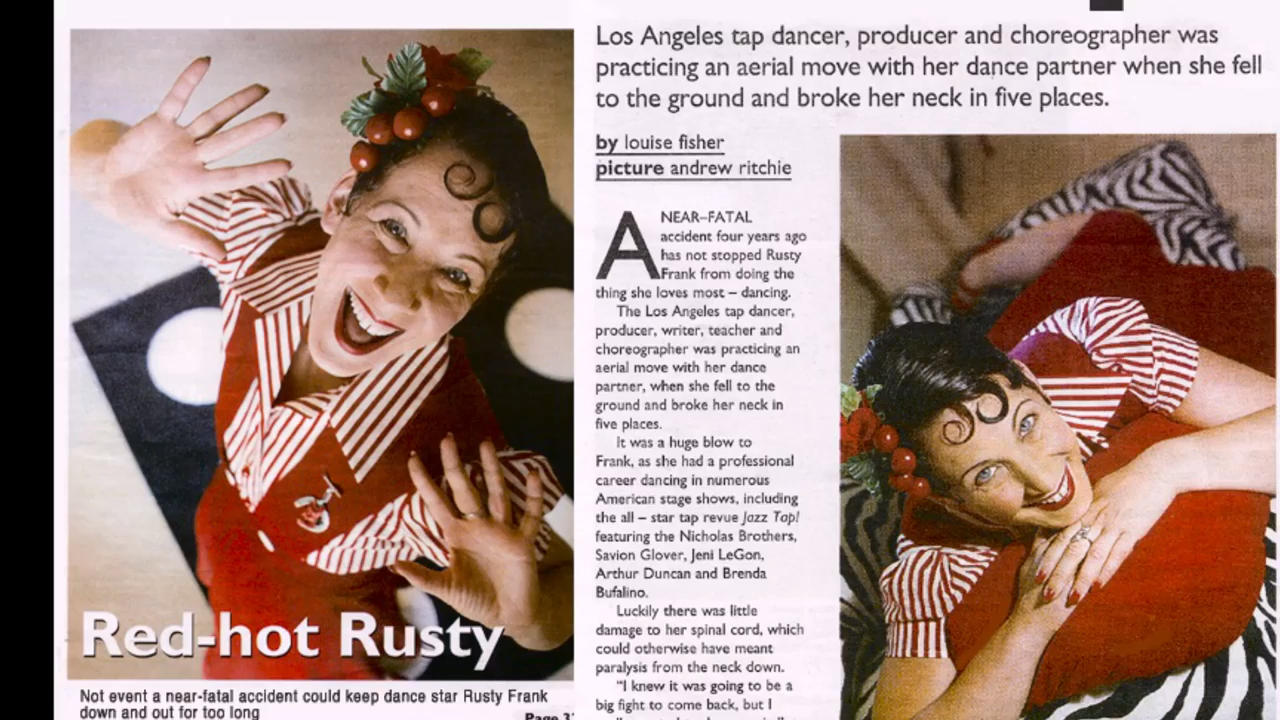 Los Angeles tap dancer, producer and choreographer was
practicing an aerial move with her dance partner when she fell
to the ground and broke her neck in five places.
by louise fisher
picture andrew ritchie
A NEAR–FATAL
accident four years ago
has not stopped Rusty
Frank from doing the
thing she loves most – dancing.
The Los Angeles tap dancer,
producer, writer, teacher and
choreographer was practicing an
aerial move with her dance
partner, when she fell to the
ground and broke her neck in
five places.
It was a huge blow to
Frank, as she had a professional
career dancing in numerous
American stage shows, including
the all – star tap revue Jazz Tap!
featuring the Nicholas Brothers,
Savion Glover, Jeni LeGon,
Arthur Duncan and Brenda
Bufalino.
Luckily there was little
damage to her spinal cord, which
could otherwise have meant
paralysis from the neck down.
"I knew it was going to be a
big fight to come back, but I
Red-hot Rusty
Not event a near-fatal accident could keep dance star Rusty Frank
down and out for too long
Page